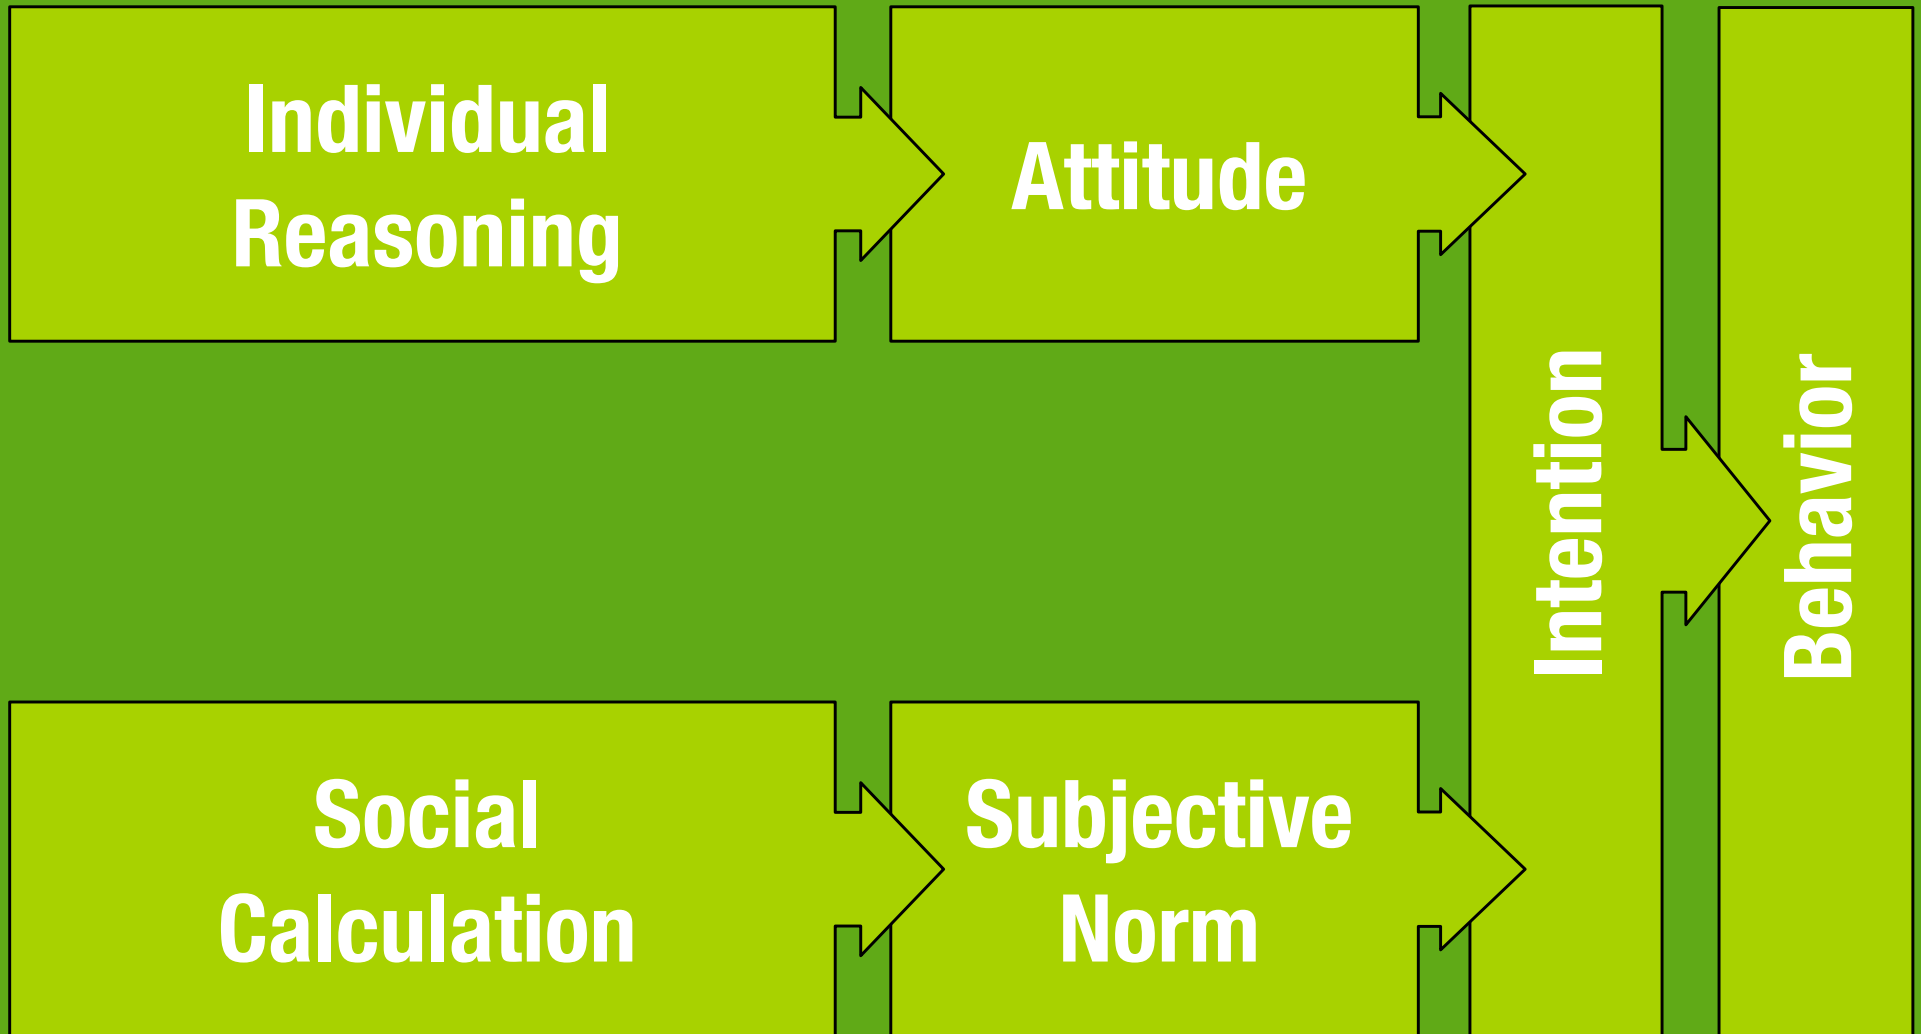 Individual
Reasoning
Attitude
Social
Calculation
Subjective
Norm
Intention
Behavior